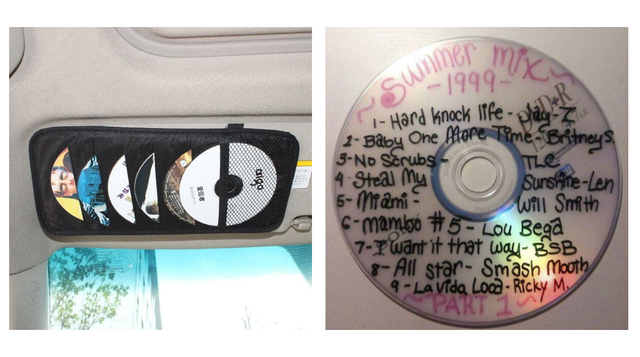 aigo
~Summer mix~
-1999-
1- Hard knock life - Jay Z
2- Baby One More Time - Britney S
3- No Scrubs - TLC
4- Steal My Sunshine - Len
5- Miami - Will Smith
6- Mambo #5 - Lou Bega
7- I want it that way - BSB
8- All star - Smash Mouth
9- La vida Loca - Ricky M.
~PART 1~